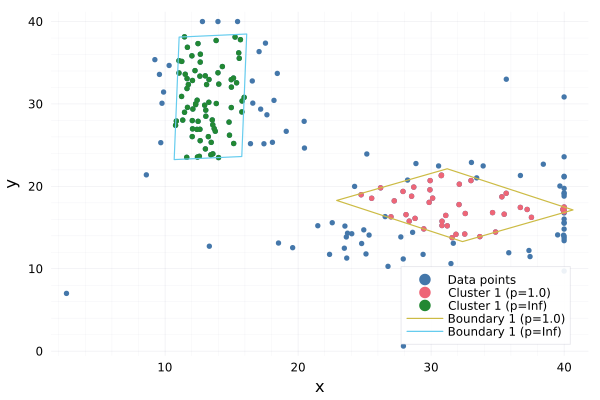 40
30
20
10
0
y
10
20
30
40
x
Data points
Cluster 1 (p=1.0)
Cluster 1 (p=Inf)
Boundary 1 (p=1.0)
Boundary 1 (p=Inf)